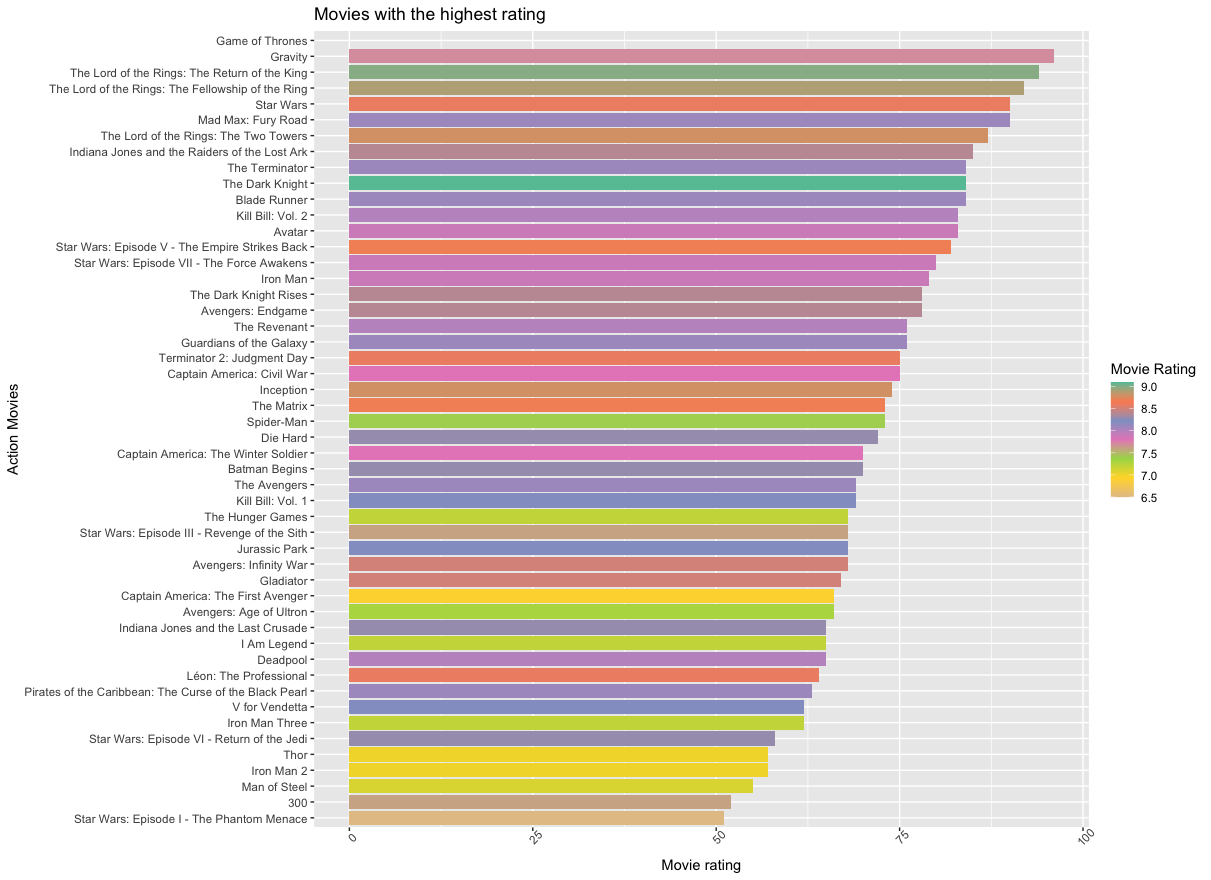 Movies with the highest rating
Game of Thrones
Gravity
The Lord of the Rings: The Return of the King
The Lord of the Rings: The Fellowship of the Ring
Star Wars
Mad Max: Fury Road
The Lord of the Rings: The Two Towers
Indiana Jones and the Raiders of the Lost Ark
The Terminator
The Dark Knight
Blade Runner
Kill Bill: Vol. 2
Avatar
Star Wars: Episode V - The Empire Strikes Back
Star Wars: Episode VII - The Force Awakens
Iron Man
The Dark Knight Rises
Avengers: Endgame
The Revenant
Guardians of the Galaxy
Terminator 2: Judgment Day
Captain America: Civil War
Inception
The Matrix
Spider-Man
Die Hard
Captain America: The Winter Soldier
Batman Begins
The Avengers
Kill Bill: Vol. 1
The Hunger Games
Star Wars: Episode III - Revenge of the Sith
Jurassic Park
Avengers: Infinity War
Gladiator
Captain America: The First Avenger
Avengers: Age of Ultron
Indiana Jones and the Last Crusade
I Am Legend
Deadpool
Léon: The Professional
Pirates of the Caribbean: The Curse of the Black Pearl
V for Vendetta
Iron Man Three
Star Wars: Episode VI - Return of the Jedi
Thor
Iron Man 2
Man of Steel
300
Star Wars: Episode I - The Phantom Menace
Action Movies
0
25
50
75
100
Movie rating
Movie Rating
9.0
8.5
8.0
7.5
7.0
6.5